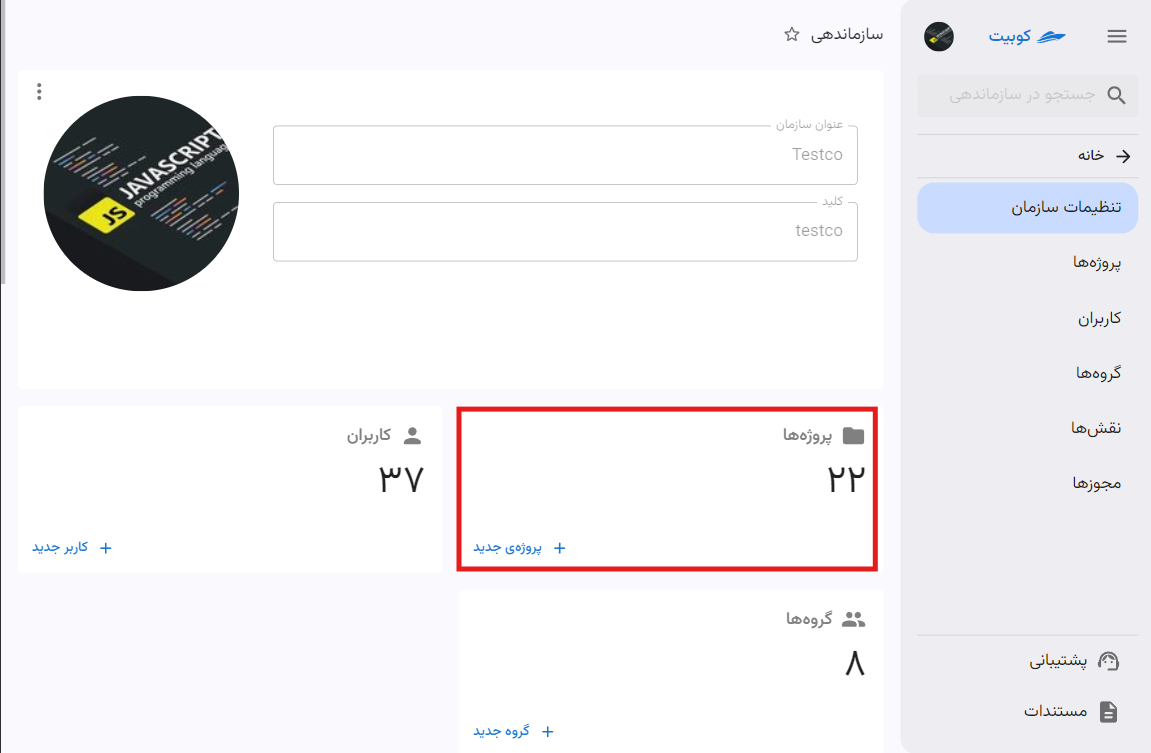 کوبیت
جستجو در سازماندهی
خانه
تنظیمات سازمان
پروژه‌ها
کاربران
گروه‌ها
نقش‌ها
مجوزها
پشتیبانی
مستندات
سازماندهی
عنوان سازمان
Testco
کلید
testco
JAVASCRIPT
programming language
JS
پروژه‌ها
۲۲
+ پروژه‌ی جدید
کاربران
۳۷
+ کاربر جدید
گروه‌ها
۸
+ گروه جدید